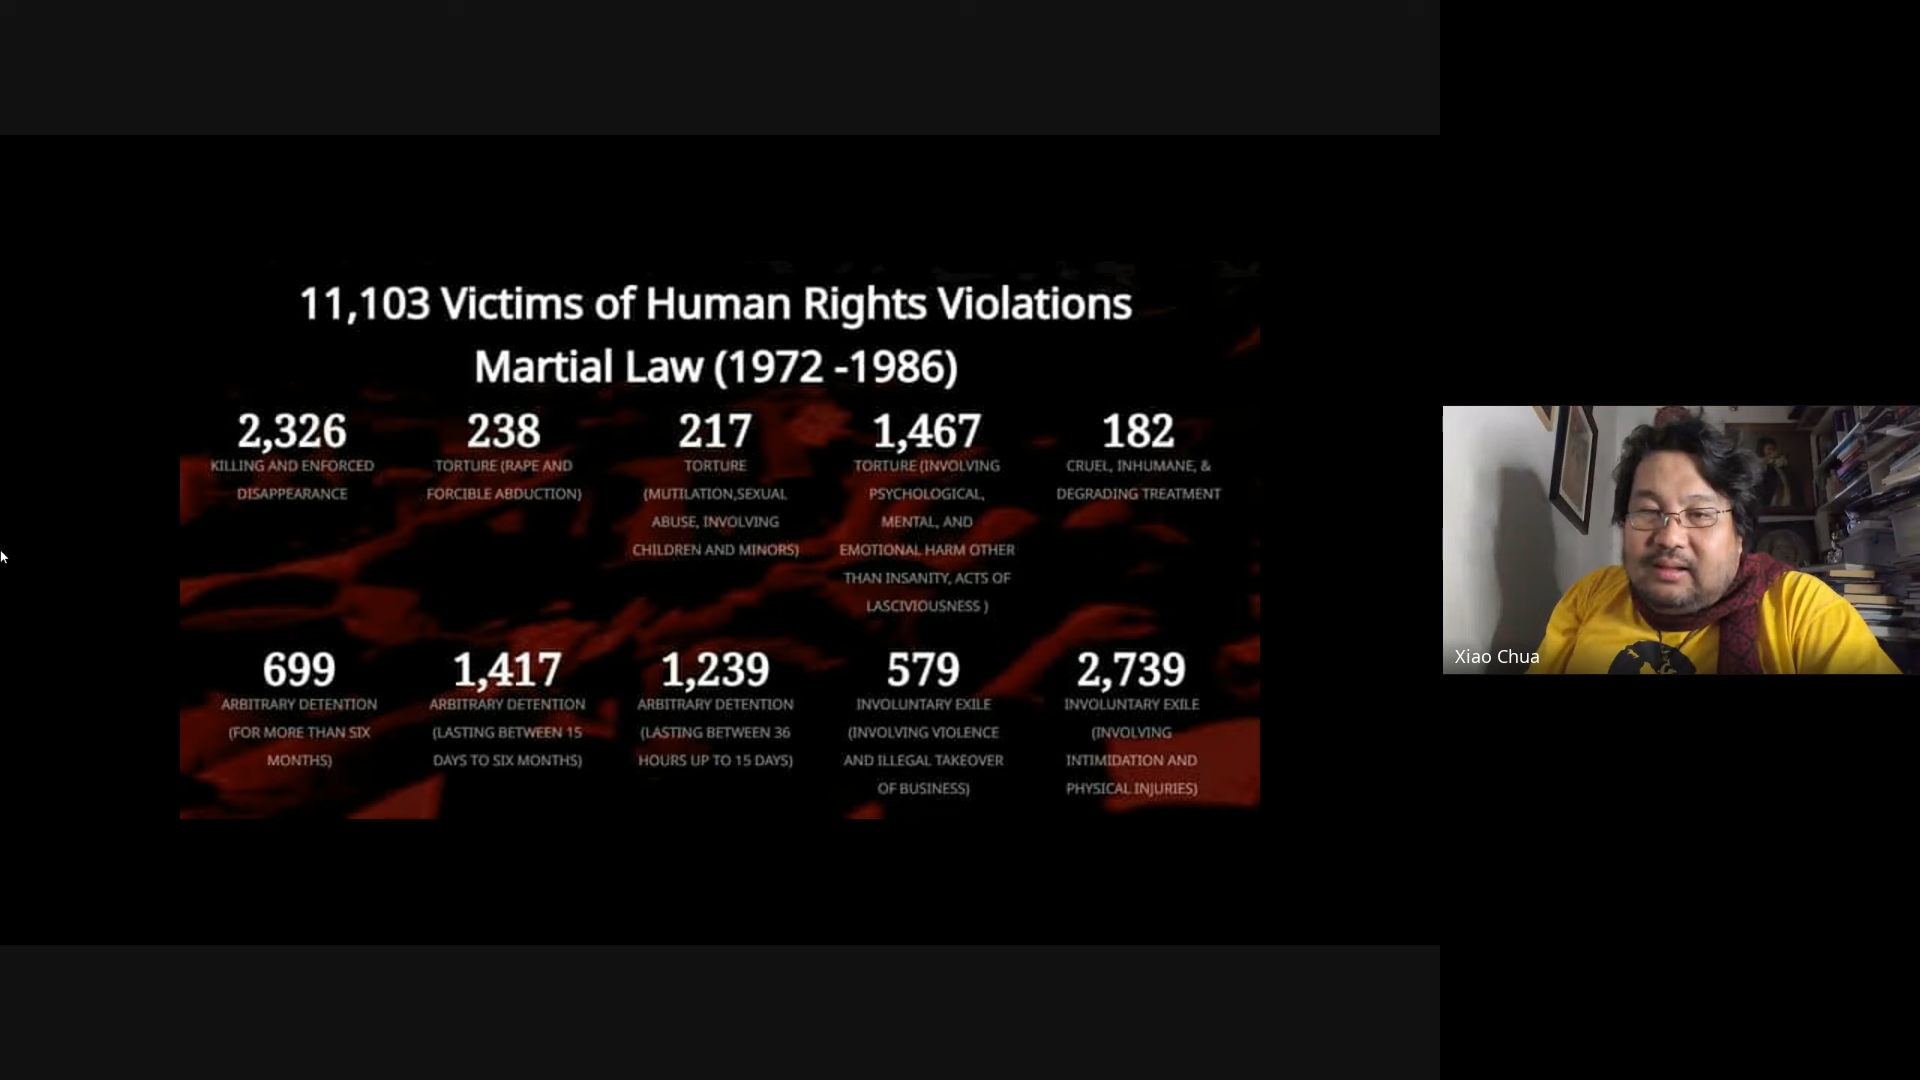 11,103 Victims of Human Rights Violations
Martial Law (1972 -1986)
2,326
KILLING AND ENFORCED
DISAPPEARANCE
238
TORTURE (RAPE AND
FORCIBLE ABDUCTION)
217
TORTURE
(MUTILATION,SEXUAL
ABUSE, INVOLVING
CHILDREN AND MINORS)
1,467
TORTURE (INVOLVING
PSYCHOLOGICAL,
MENTAL, AND
EMOTIONAL HARM OTHER
THAN INSANITY, ACTS OF
LASCIVIOUSNESS )
182
CRUEL, INHUMANE, &
DEGRADING TREATMENT
699
ARBITRARY DETENTION
(FOR MORE THAN SIX
MONTHS)
1,417
ARBITRARY DETENTION
(LASTING BETWEEN 15
DAYS TO SIX MONTHS)
1,239
ARBITRARY DETENTION
(LASTING BETWEEN 36
HOURS UP TO 15 DAYS)
579
INVOLUNTARY EXILE
(INVOLVING VIOLENCE
AND ILLEGAL TAKEOVER
OF BUSINESS)
2,739
INVOLUNTARY EXILE
(INVOLVING
INTIMIDATION AND
PHYSICAL INJURIES)
Xiao Chua